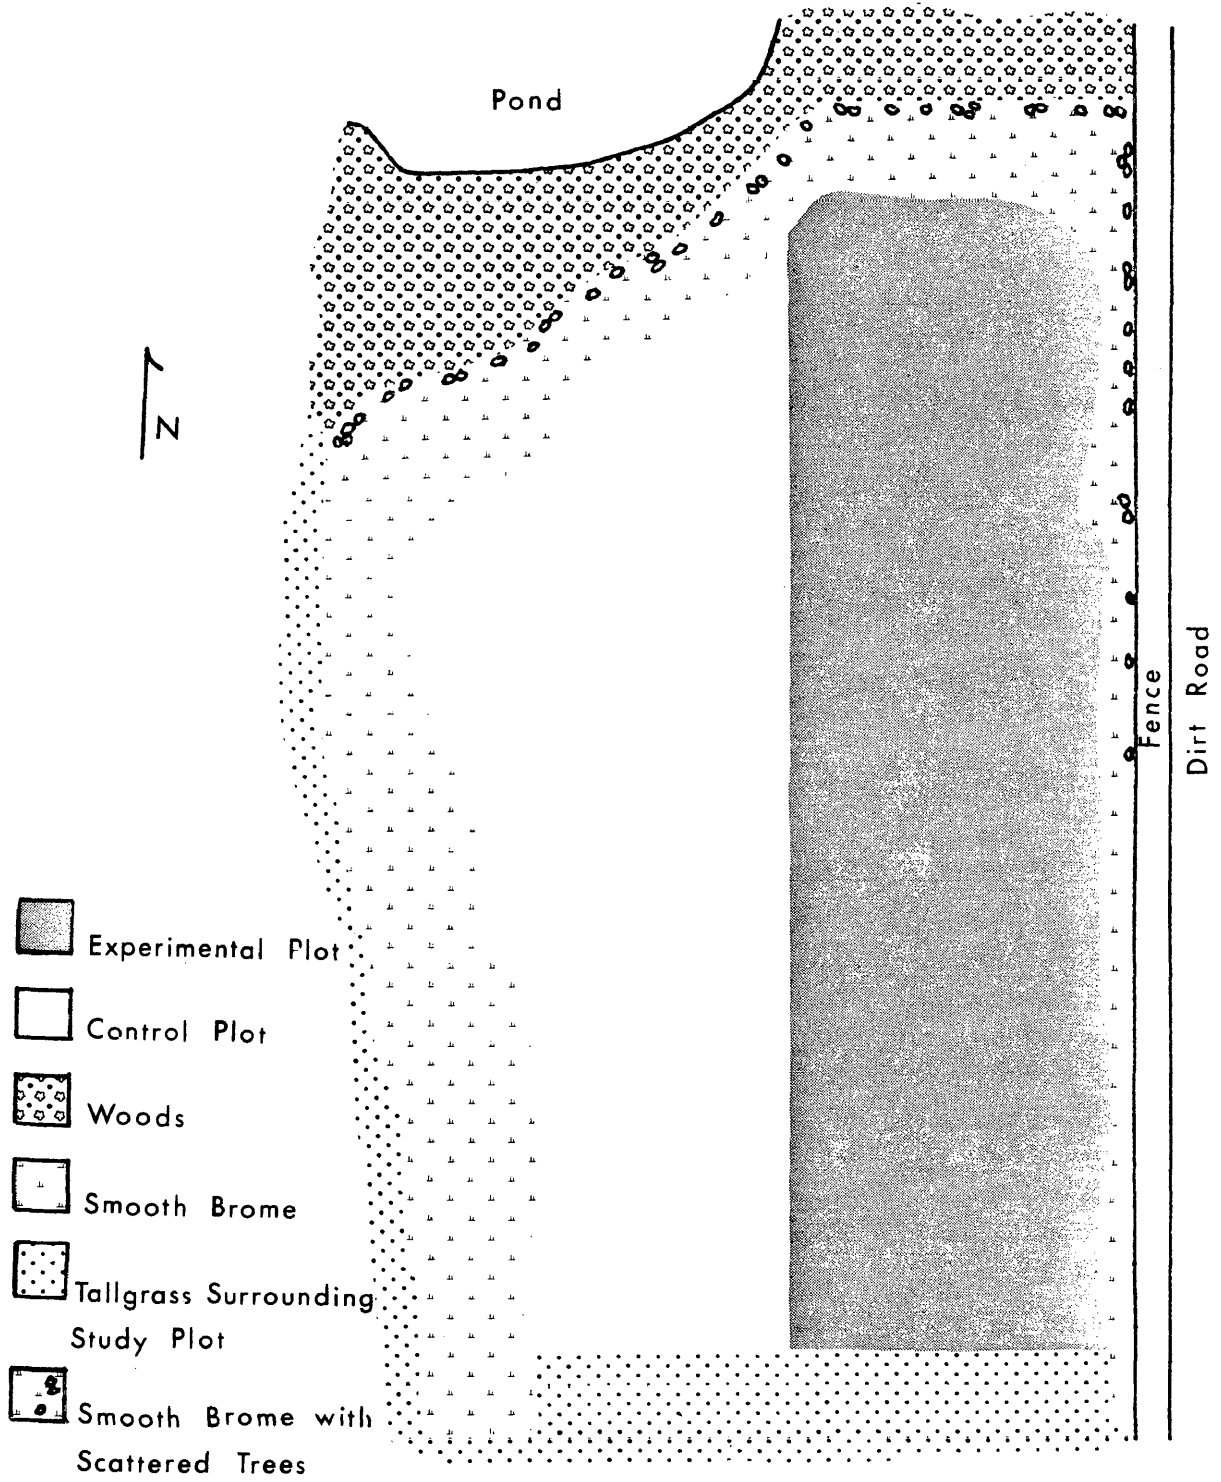 Pond
N
Fence
Dirt Road
Experimental Plot
Control Plot
Woods
Smooth Brome
Tallgrass Surrounding
Study Plot
Smooth Brome with
Scattered Trees